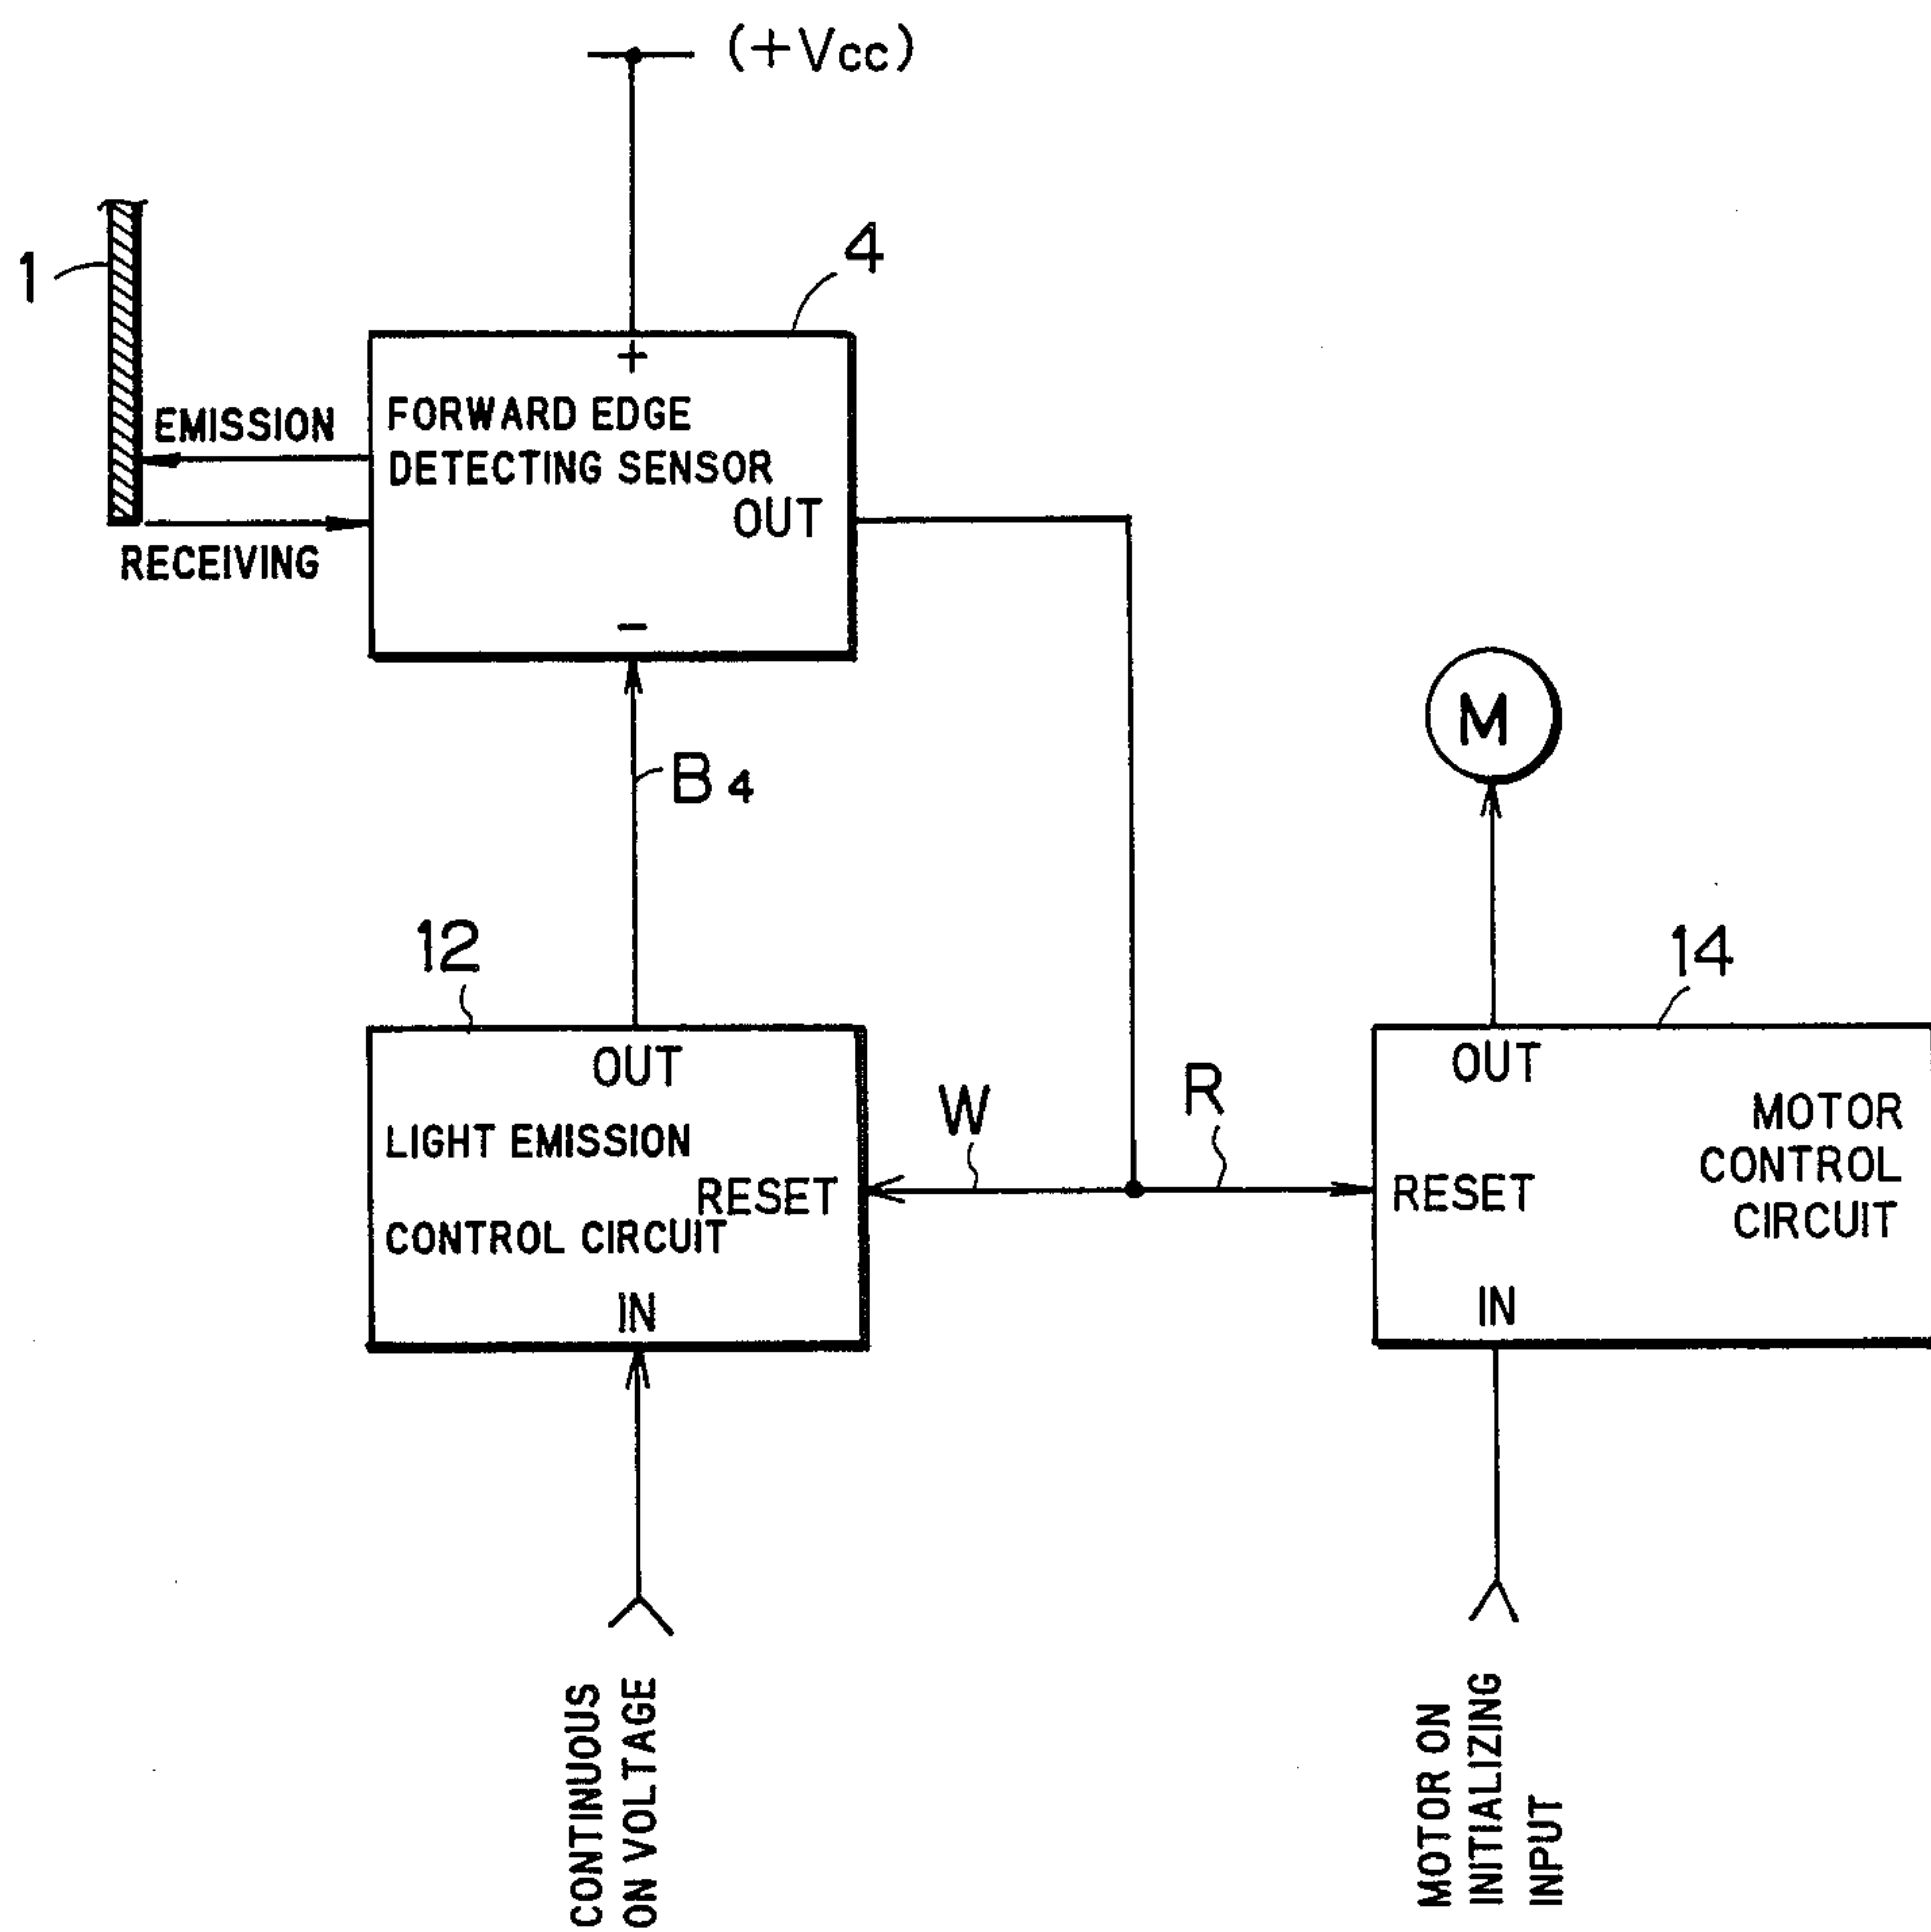 (+Vcc)
1
4
+
EMISSION
FORWARD EDGE
DETECTING SENSOR
OUT
RECEIVING
−
M
B4
12
14
OUT
LIGHT EMISSION
RESET
CONTROL CIRCUIT
IN
W
R
OUT
MOTOR
CONTROL
CIRCUIT
RESET
IN
CONTINUOUS
ON VOLTAGE
MOTOR ON
INITIALIZING
INPUT